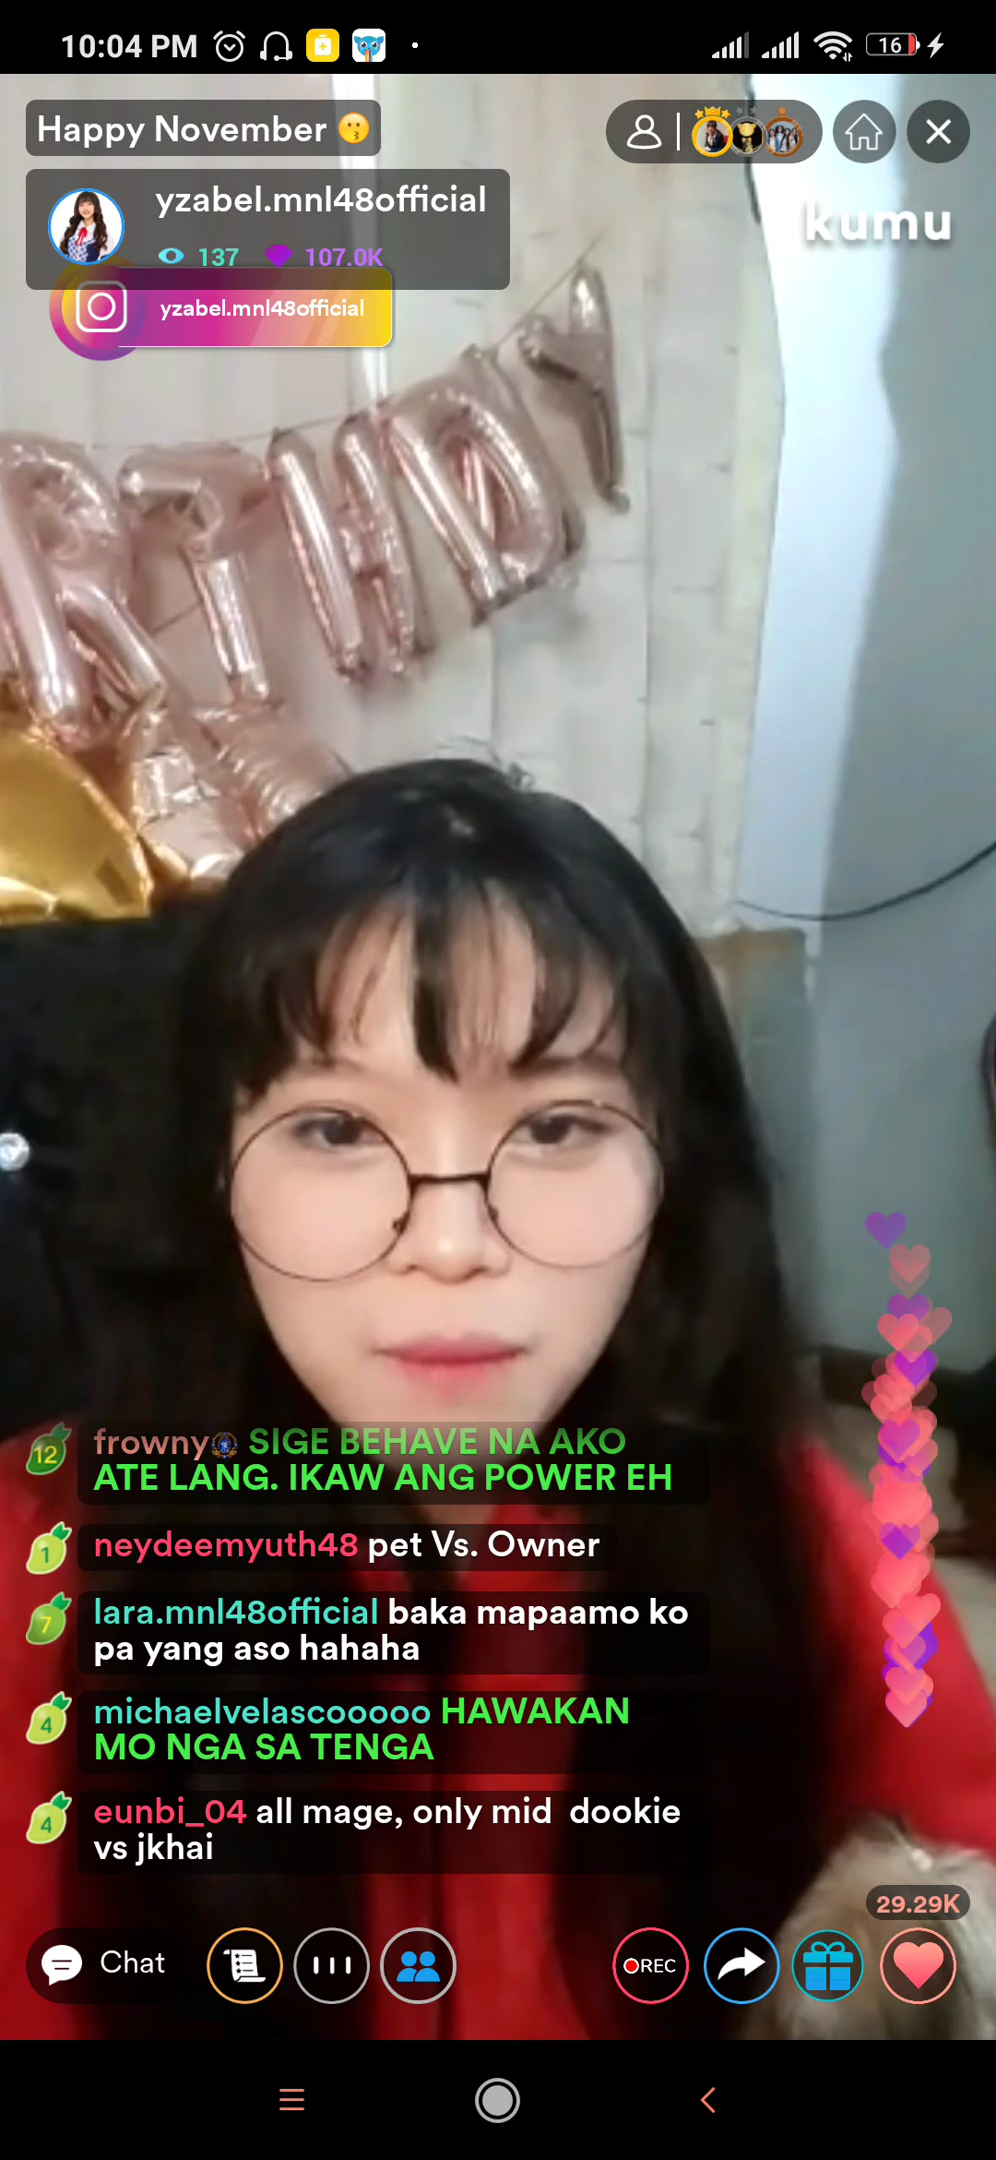 10:04 PM
16
Happy November 😗
yzabel.mnl48official
137 107.0K
yzabel.mnl48official
kumu
RTHDY
frowny SIGE BEHAVE NA AKO
ATE LANG. IKAW ANG POWER EH
12
neydeemyuth48 pet Vs. Owner
1
lara.mnl48official baka mapaamo ko
pa yang aso hahaha
7
michaelvelascooooo HAWAKAN
MO NGA SA TENGA
4
eunbi_04 all mage, only mid dookie
vs jkhai
4
29.29K
Chat
REC